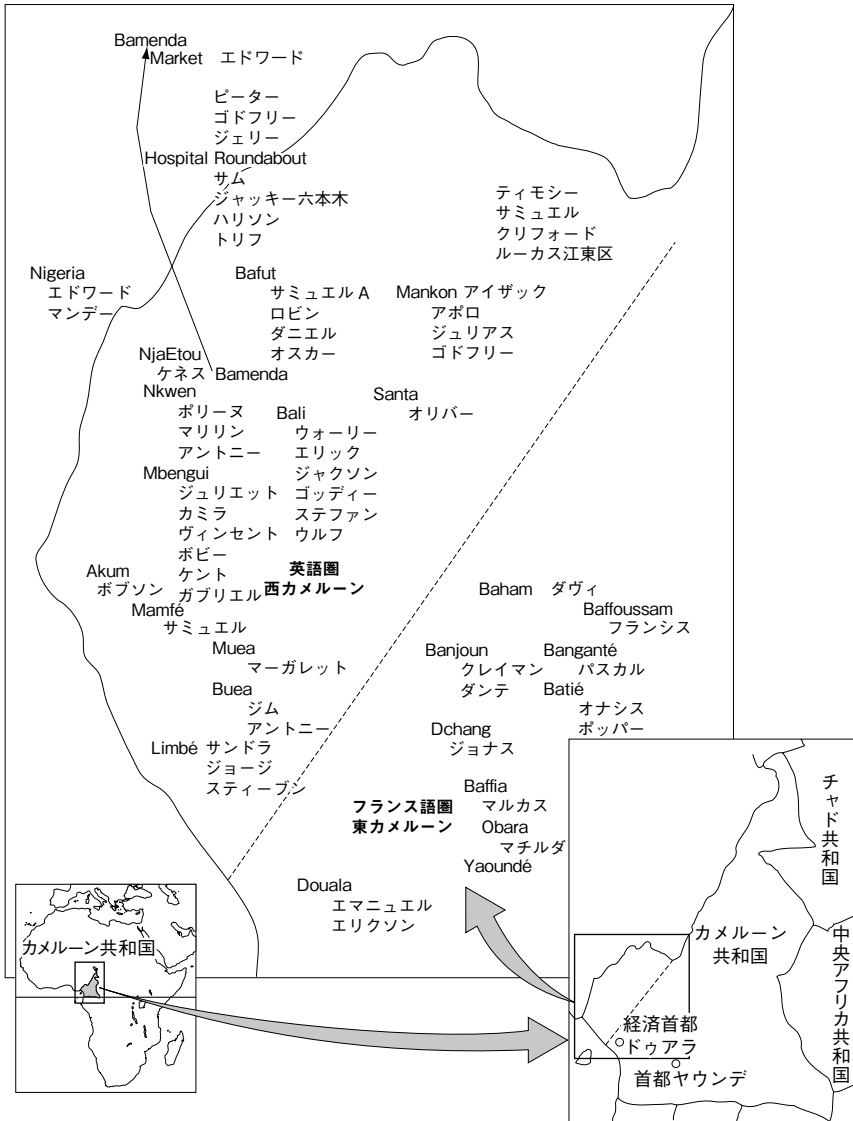 Bamenda
Market エドワード
ピーター
ゴドフリー
ジェリー
Hospital Roundabout
サム
ジャッキー六本木
ハリソン
トリフ
ティモシー
サミュエル
クリフォード
ルーカス江東区
Nigeria
エドワード
マンデー
Bafut
サミュエル A
ロビン
ダニエル
オスカー
Mankon アイザック
アポロ
ジュリアス
ゴドフリー
NjaEtou
ケネス Bamenda
Nkwen
ポリーヌ
マリリン
アントニー
Bali
ウォーリー
エリック
ジャクソン
ゴッディー
ステファン
ウルフ
Santa
オリバー
Mbengui
ジュリエット
カミラ
ヴィンセント
ボビー
ケント
ガブリエル
Akum
ボブソン
英語圏
西カメルーン
Mamfé
サミュエル
Muea
マーガレット
Buea
ジム
アントニー
Limbé サンドラ
ジョージ
スティーブン
Baham ダヴィ
Baffoussam
フランシス
Banjoun
クレイマン
ダンテ
Banganté
パスカル
Batié
オナシス
ポッパー
Dchang
ジョナス
Baffia
マルカス
Obara
マチルダ
Yaoundé
フランス語圏
東カメルーン
Douala
エマニュエル
エリクソン
カメルーン共和国
チャド共和国
カメルーン
共和国
中央アフリカ共和国
経済首都
ドゥアラ
首都ヤウンデ